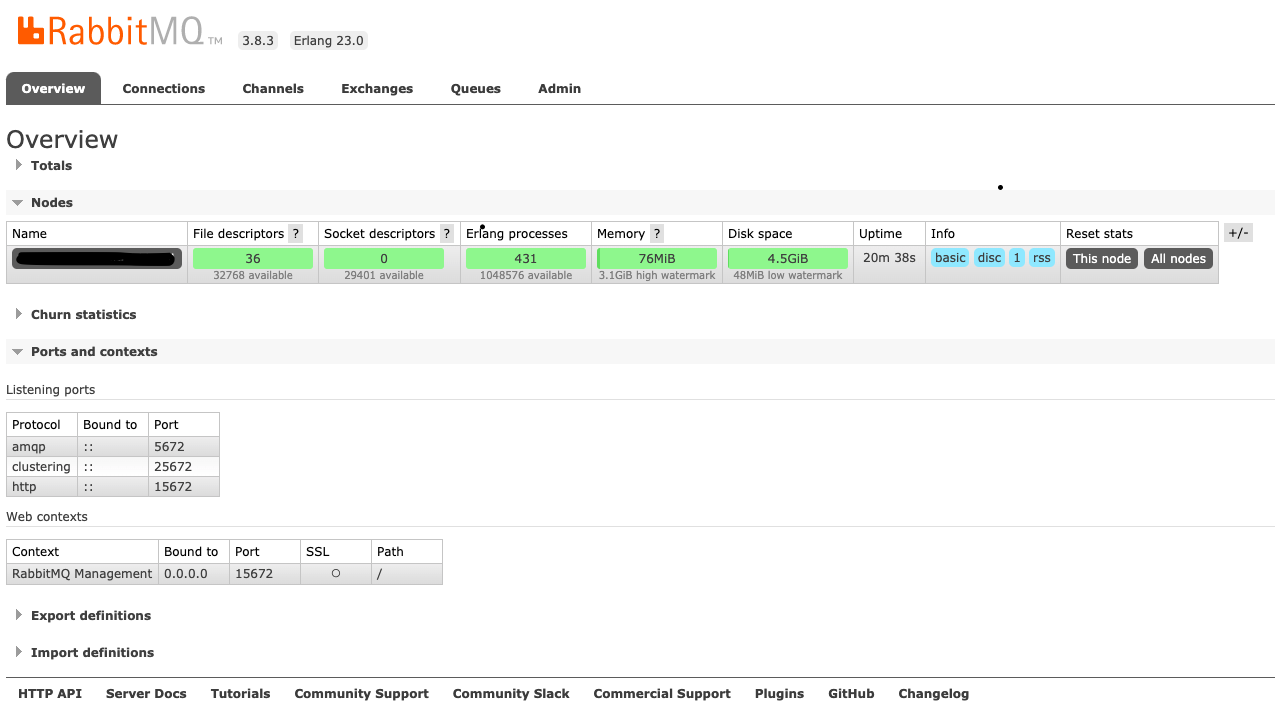 RabbitMQ TM 3.8.3 Erlang 23.0
Overview Connections Channels Exchanges Queues Admin
Overview
Totals
Nodes
Name File descriptors ? Socket descriptors ? Erlang processes Memory ? Disk space Uptime Info Reset stats +/-
36 0 431 76MiB 4.5GiB 20m 38s basic disc 1 rss This node All nodes
32768 available 29401 available 1048576 available 3.1GiB high watermark 48MiB low watermark
Churn statistics
Ports and contexts
Listening ports
Protocol Bound to Port
amqp :: 5672
clustering :: 25672
http :: 15672
Web contexts
Context Bound to Port SSL Path
RabbitMQ Management 0.0.0.0 15672 ○ /
Export definitions
Import definitions
HTTP API Server Docs Tutorials Community Support Community Slack Commercial Support Plugins GitHub Changelog